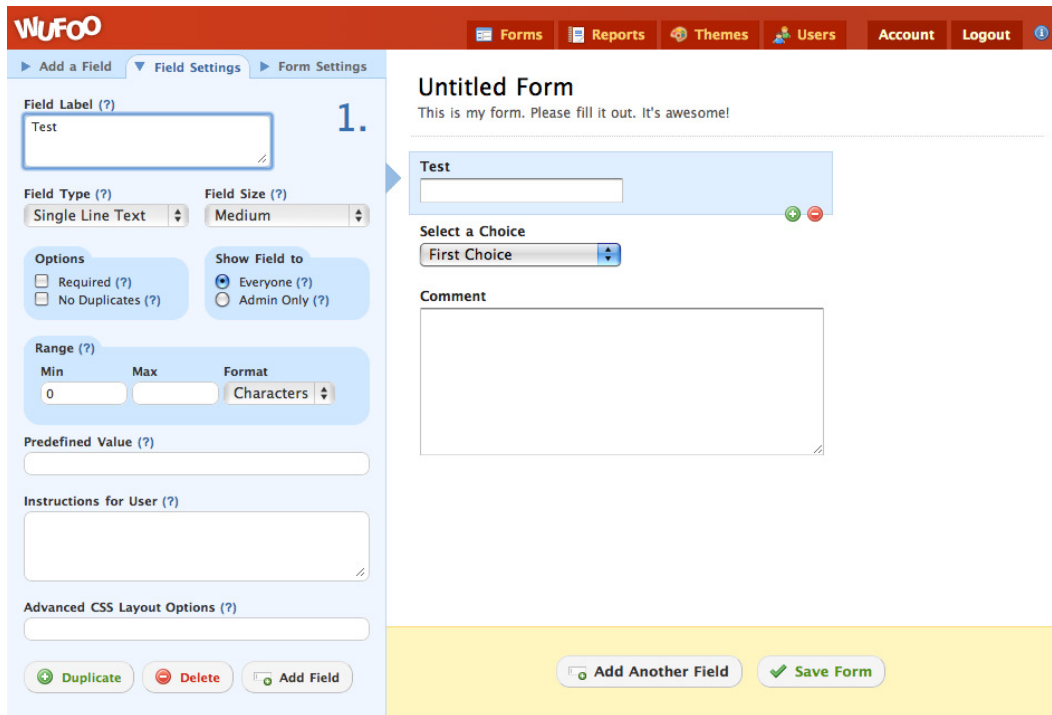 WUFOO
Forms Reports Themes Users Account Logout
Add a Field Field Settings Form Settings
Field Label (?)
1.
Test
Field Type (?) Field Size (?)
Single Line Text Medium
Options Show Field to
Required (?) Everyone (?)
No Duplicates (?) Admin Only (?)
Range (?)
Min Max Format
0 Characters
Predefined Value (?)
Instructions for User (?)
Advanced CSS Layout Options (?)
Duplicate Delete Add Field
Untitled Form
This is my form. Please fill it out. It's awesome!
Test
Select a Choice
First Choice
Comment
Add Another Field Save Form